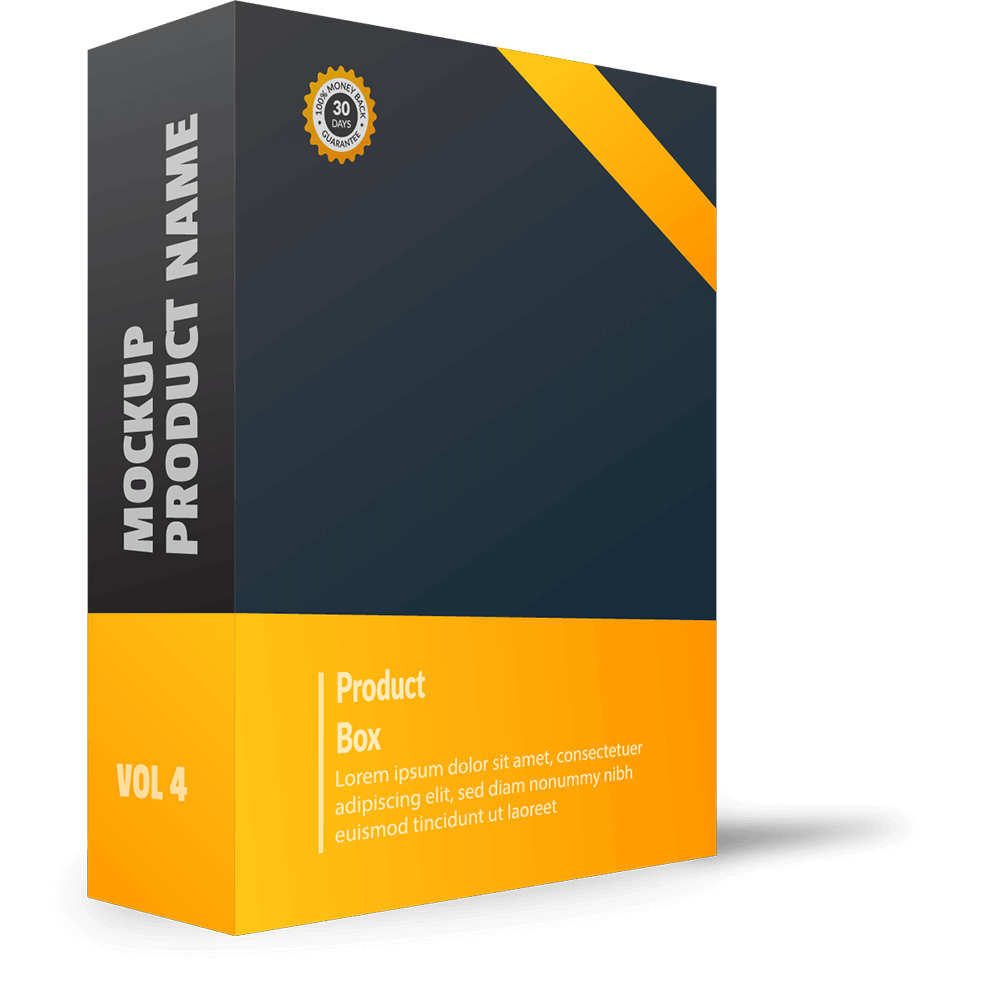 MOCKUP
PRODUCT NAME
VOL 4
100% MONEY BACK
30
DAYS
GUARANTEE
Product
Box
Lorem ipsum dolor sit amet, consectetuer
adipiscing elit, sed diam nonummy nibh
euismod tincidunt ut laoreet